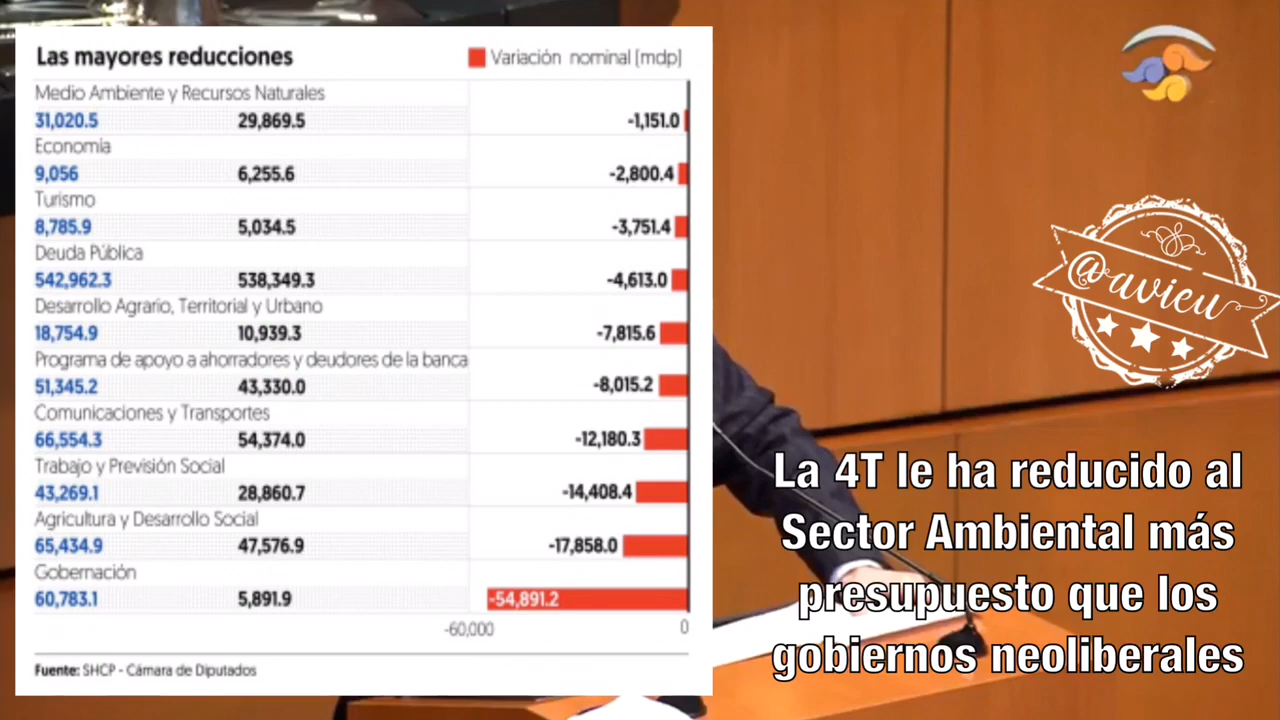 Las mayores reducciones
Variación nominal (mdp)
Medio Ambiente y Recursos Naturales
31,020.5 29,869.5 -1,151.0
Economía
9,056 6,255.6 -2,800.4
Turismo
8,785.9 5,034.5 -3,751.4
Deuda Pública
542,962.3 538,349.3 -4,613.0
Desarrollo Agrario, Territorial y Urbano
18,754.9 10,939.3 -7,815.6
Programa de apoyo a ahorradores y deudores de la banca
51,345.2 43,330.0 -8,015.2
Comunicaciones y Transportes
66,554.3 54,374.0 -12,180.3
Trabajo y Previsión Social
43,269.1 28,860.7 -14,408.4
Agricultura y Desarrollo Social
65,434.9 47,576.9 -17,858.0
Gobernación
60,783.1 5,891.9 -54,891.2
-60,000 0
Fuente: SHCP - Cámara de Diputados
@avieu
La 4T le ha reducido al
Sector Ambiental más
presupuesto que los
gobiernos neoliberales